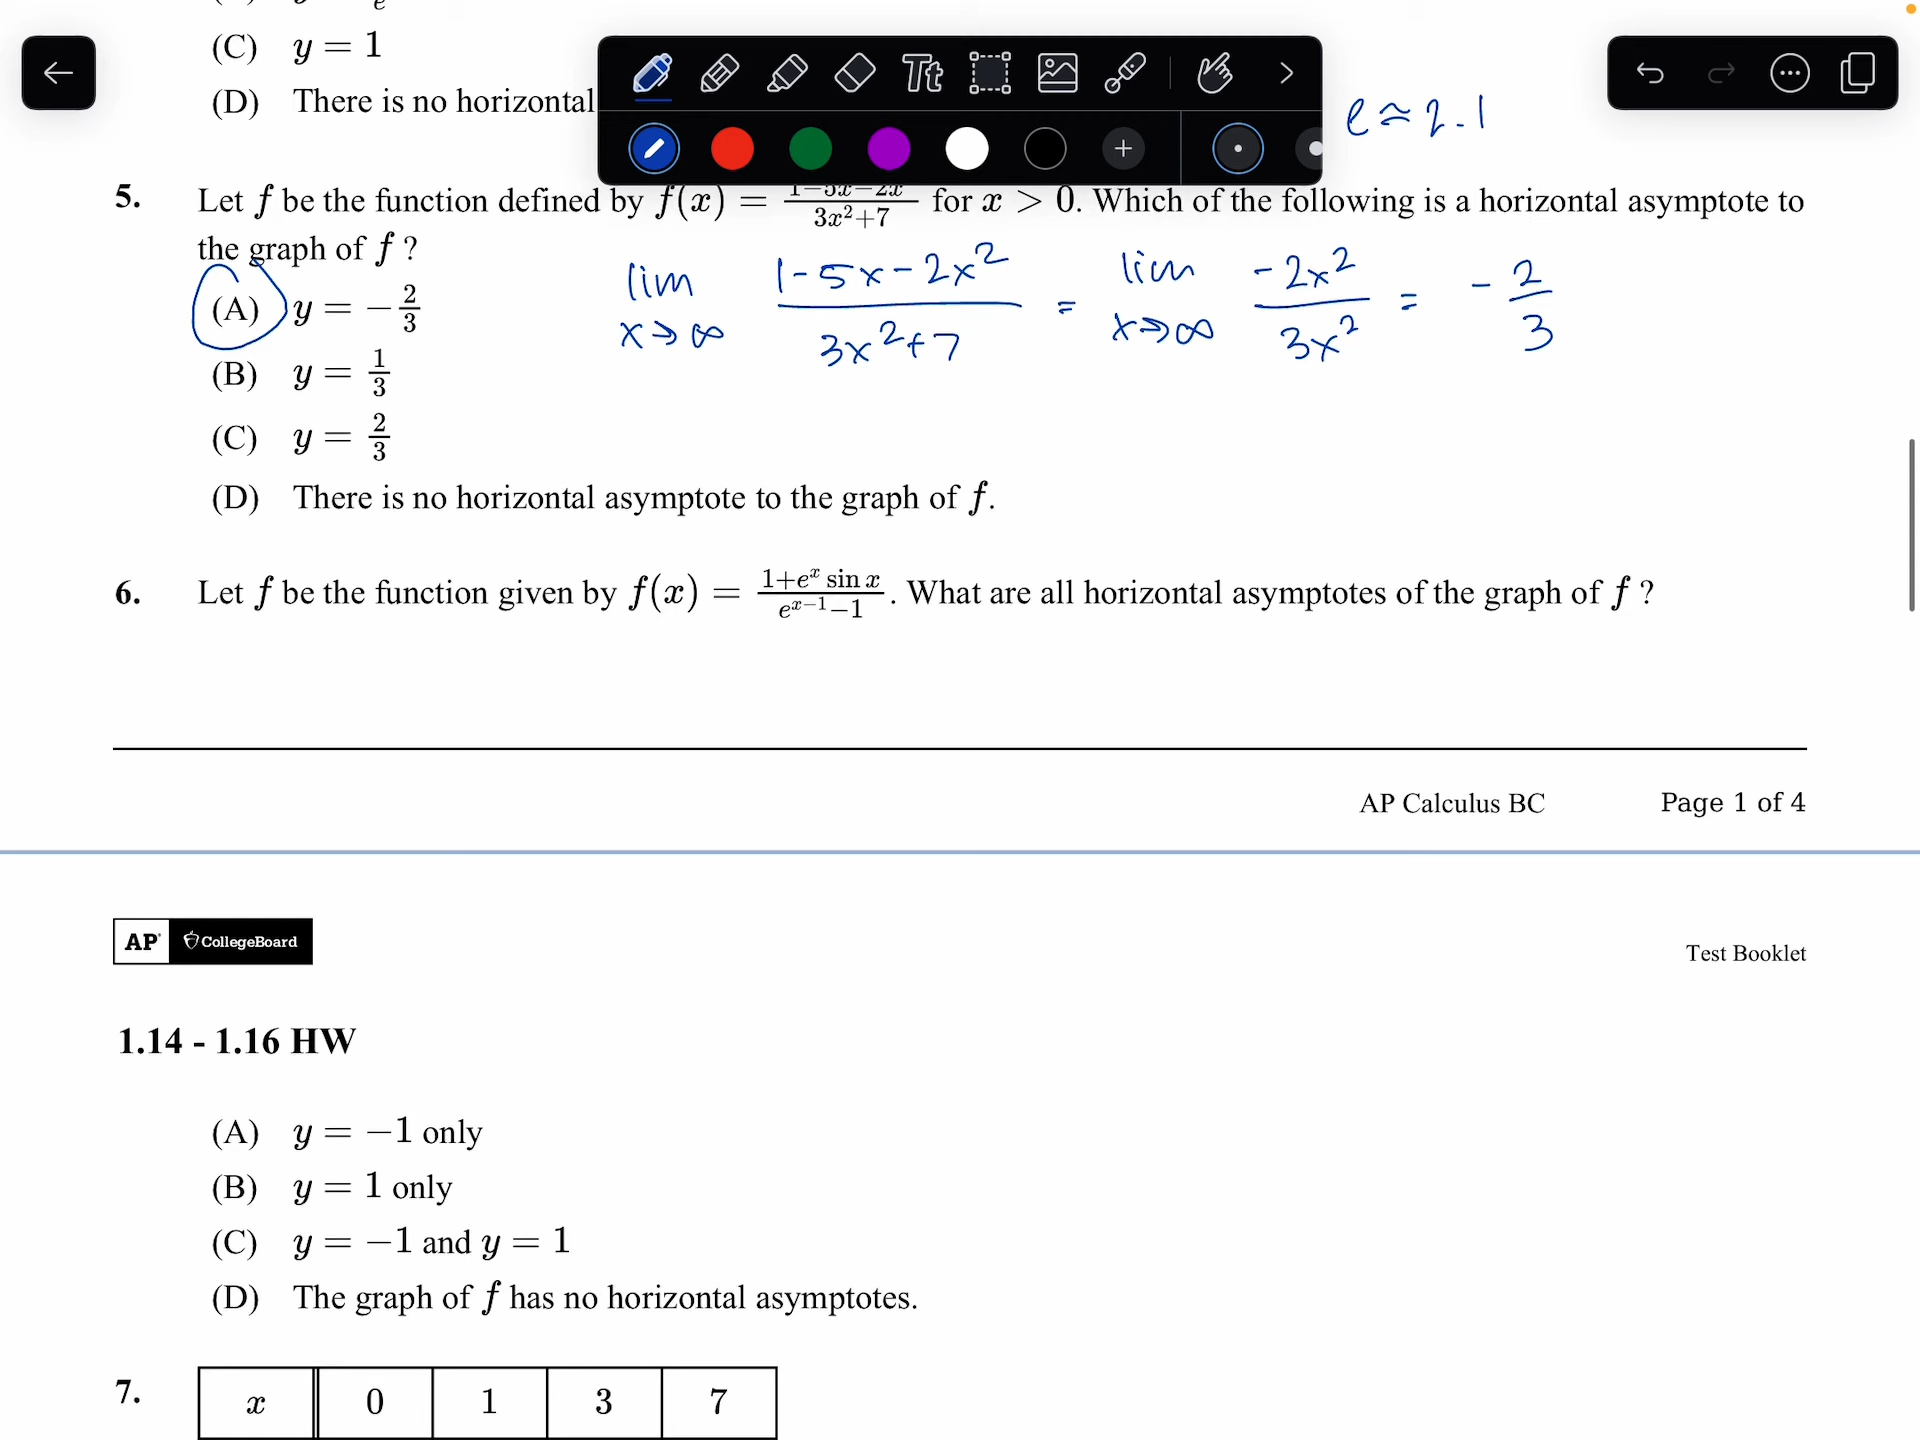 (C) y = 1
(D) There is no horizontal
Tt
e ≈ 2.1
5. Let f be the function defined by f(x) = (1−5x−2x)/(3x²+7) for x > 0. Which of the following is a horizontal asymptote to
the graph of f ?
lim x→∞ (1-5x-2x²)/(3x²+7) = lim x→∞ (-2x²)/(3x²) = -2/3
(A) y = −2/3
(B) y = 1/3
(C) y = 2/3
(D) There is no horizontal asymptote to the graph of f.
6. Let f be the function given by f(x) = (1+eˣ sin x)/(eˣ⁻¹−1). What are all horizontal asymptotes of the graph of f ?
AP Calculus BC Page 1 of 4
AP CollegeBoard
Test Booklet
1.14 - 1.16 HW
(A) y = −1 only
(B) y = 1 only
(C) y = −1 and y = 1
(D) The graph of f has no horizontal asymptotes.
7. x 0 1 3 7